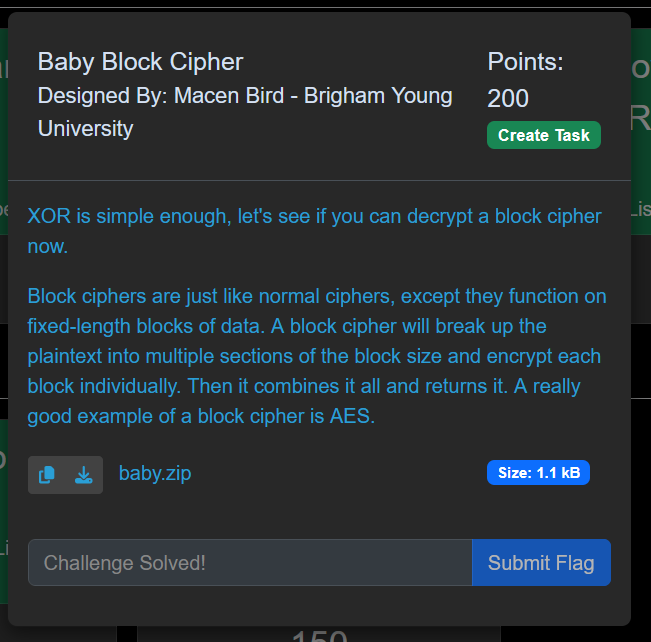 Baby Block Cipher
Points:
Designed By: Macen Bird - Brigham Young
200
University
Create Task
XOR is simple enough, let's see if you can decrypt a block cipher
now.
Block ciphers are just like normal ciphers, except they function on
fixed-length blocks of data. A block cipher will break up the
plaintext into multiple sections of the block size and encrypt each
block individually. Then it combines it all and returns it. A really
good example of a block cipher is AES.
baby.zip
Size: 1.1 kB
Challenge Solved!
Submit Flag
150